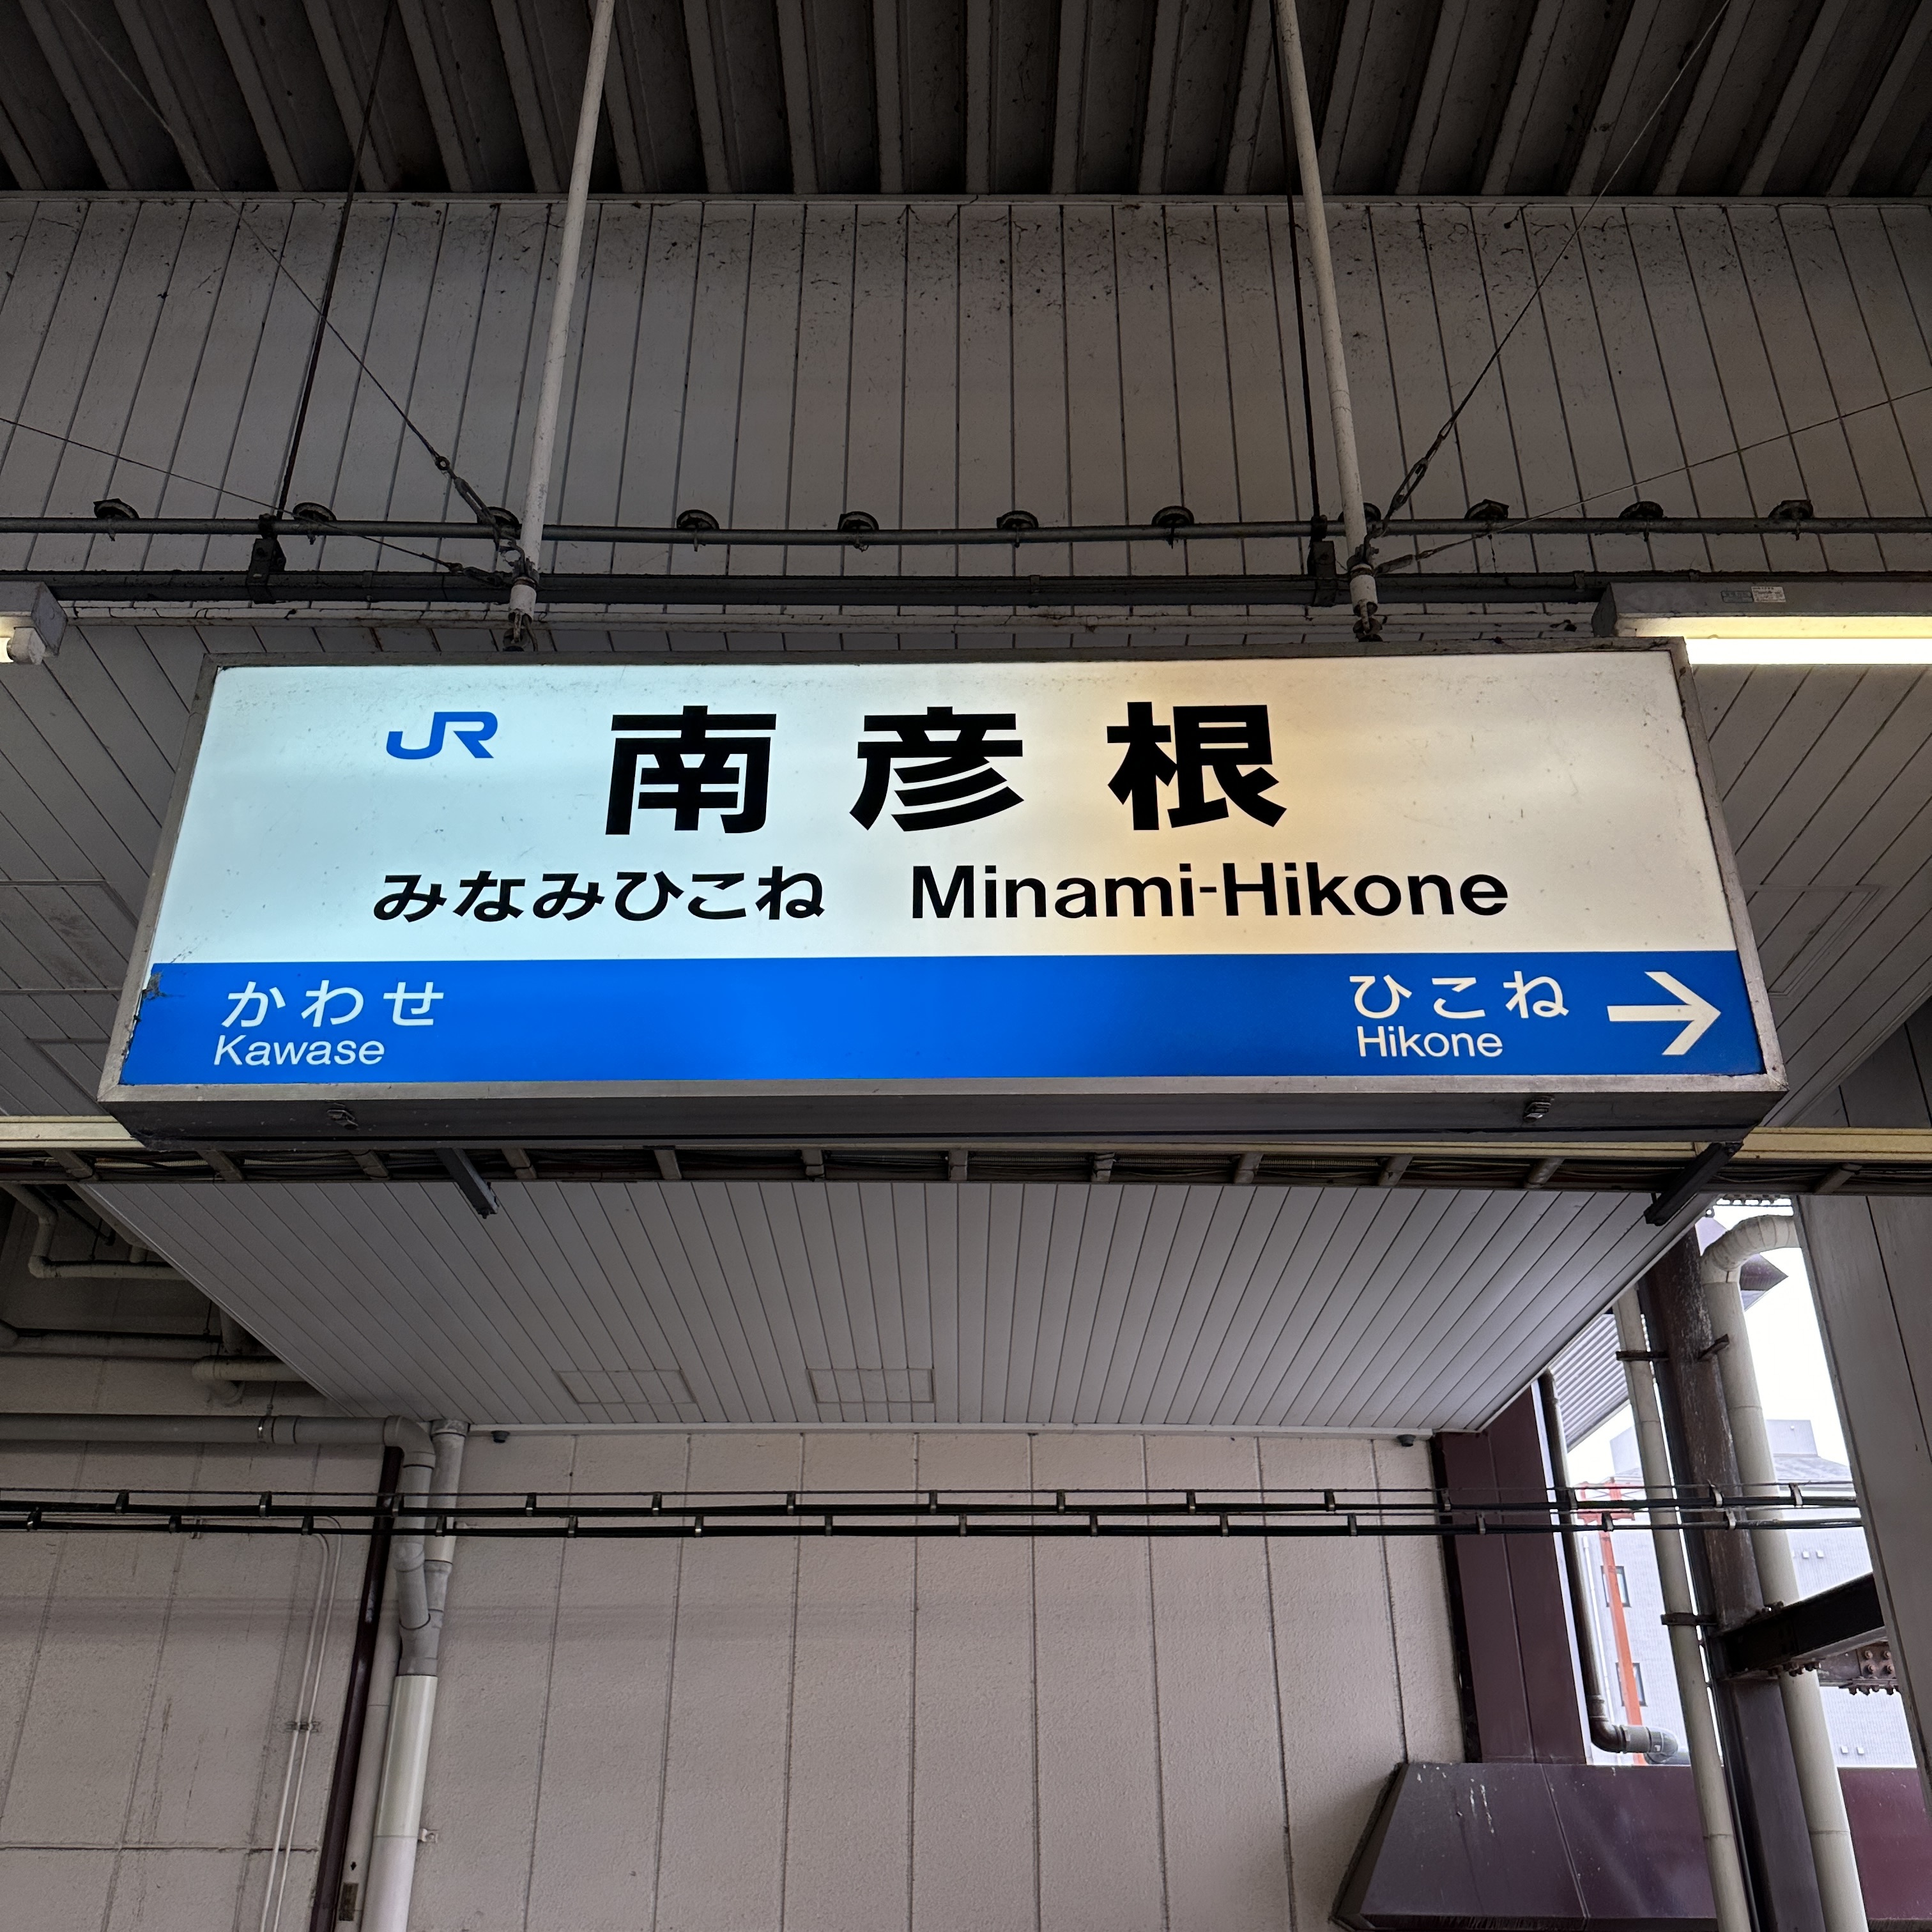 JR 南彦根
みなみひこね Minami-Hikone
かわせ ひこね →
Kawase Hikone